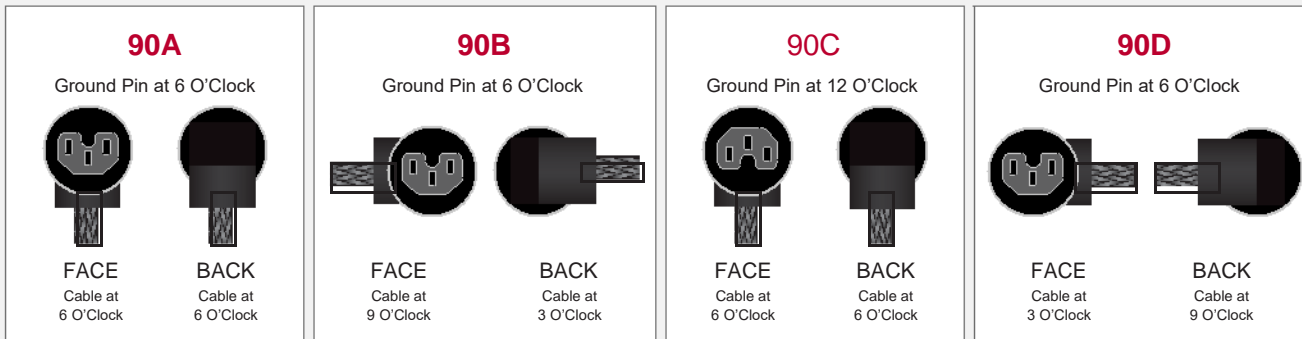 90A
Ground Pin at 6 O’Clock
FACE
Cable at
6 O’Clock
BACK
Cable at
6 O’Clock
90B
Ground Pin at 6 O’Clock
FACE
Cable at
9 O’Clock
BACK
Cable at
3 O’Clock
90C
Ground Pin at 12 O’Clock
FACE
Cable at
6 O’Clock
BACK
Cable at
6 O’Clock
90D
Ground Pin at 6 O’Clock
FACE
Cable at
3 O’Clock
BACK
Cable at
9 O’Clock